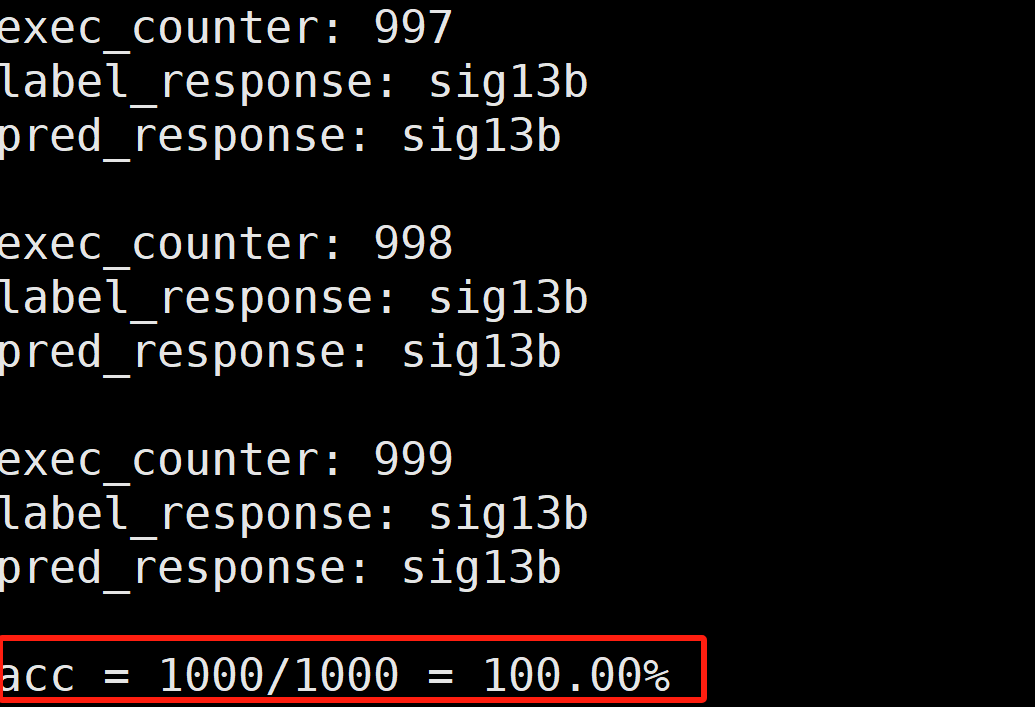 exec_counter: 997
label_response: sig13b
pred_response: sig13b
exec_counter: 998
label_response: sig13b
pred_response: sig13b
exec_counter: 999
label_response: sig13b
pred_response: sig13b
acc = 1000/1000 = 100.00%